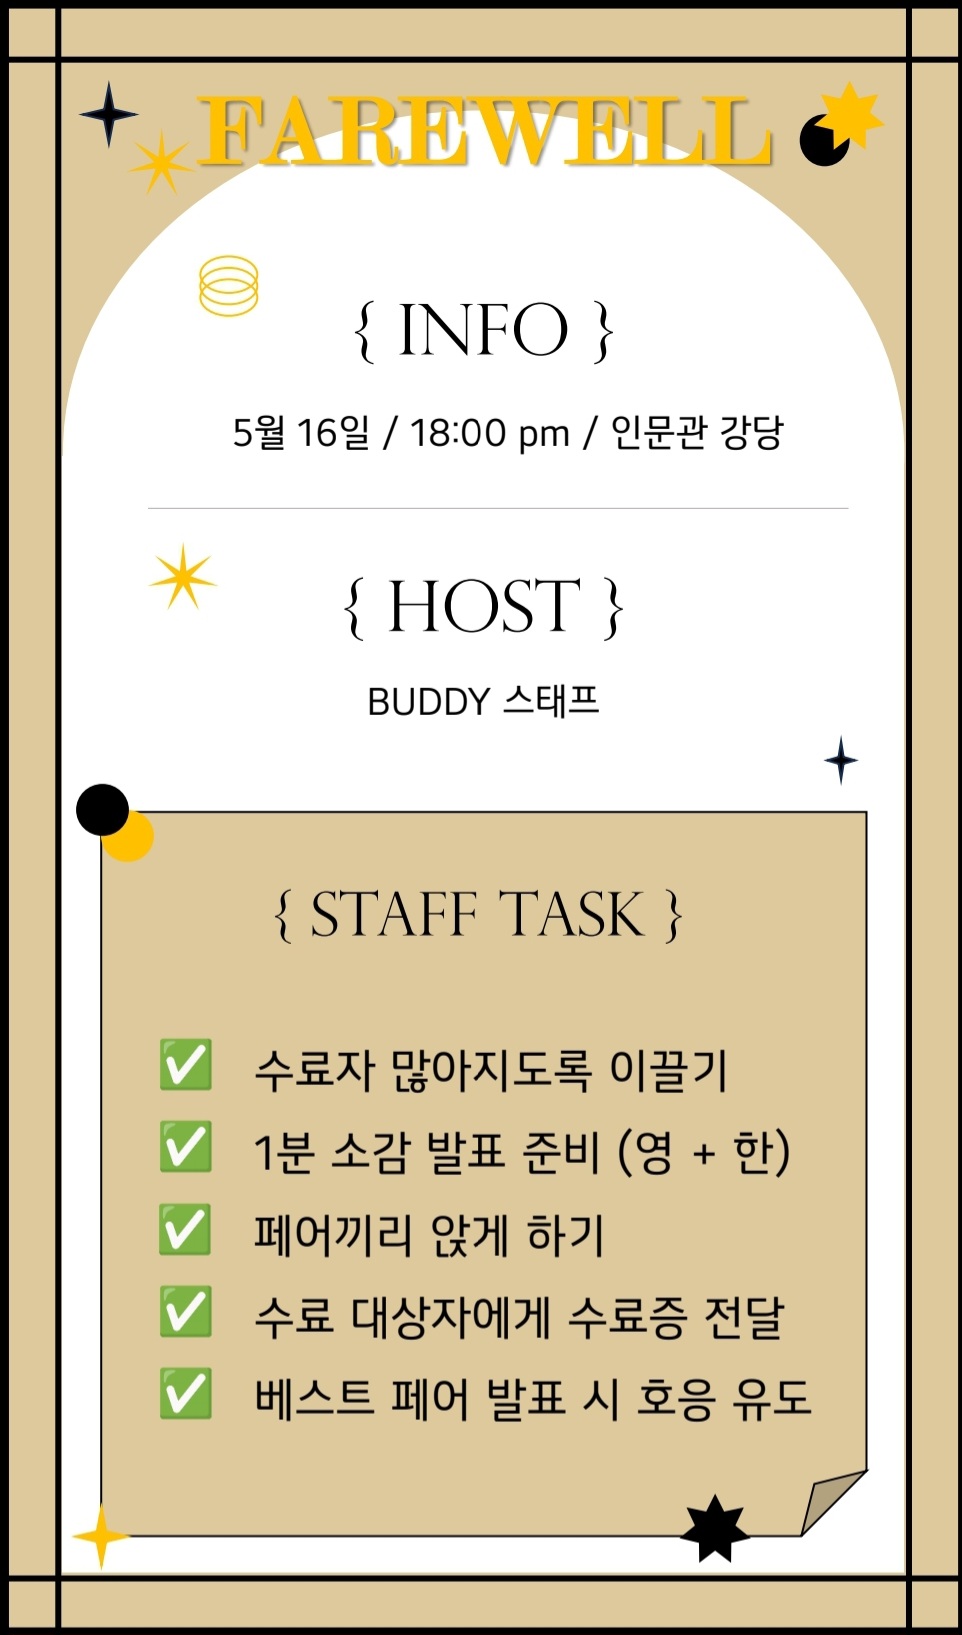 FAREWELL
{ INFO }
5월 16일 / 18:00 pm / 인문관 강당
{ HOST }
BUDDY 스태프
{ STAFF TASK }
✅ 수료자 많아지도록 이끌기
✅ 1분 소감 발표 준비 (영 + 한)
✅ 페어끼리 앉게 하기
✅ 수료 대상자에게 수료증 전달
✅ 베스트 페어 발표 시 호응 유도